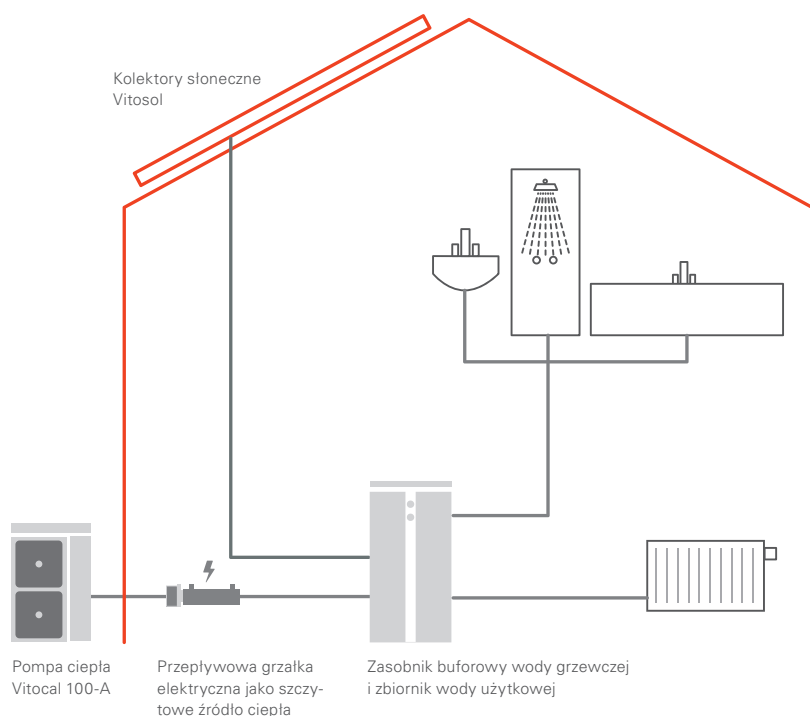 Kolektory słoneczne
Vitosol
Pompa ciepła
Vitocal 100-A
Przepływowa grzałka
elektryczna jako szczy-
towe źródło ciepła
Zasobnik buforowy wody grzewczej
i zbiornik wody użytkowej